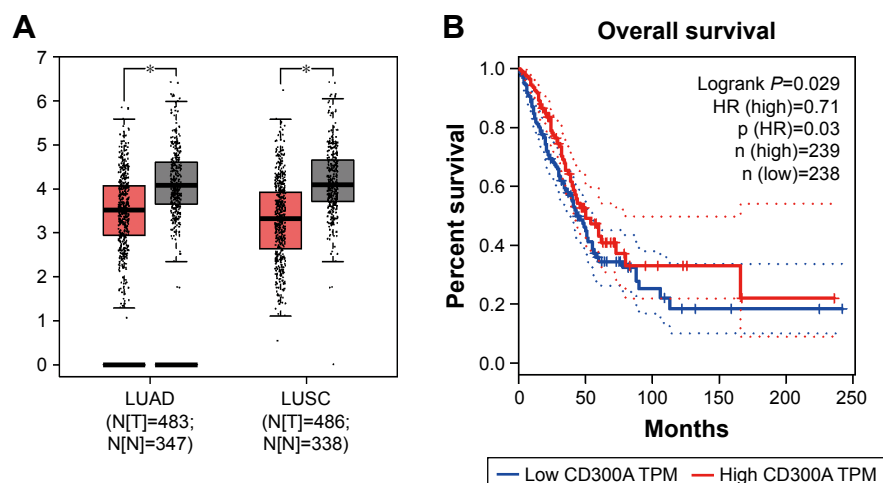 A
7
6
5
4
3
2
1
0
*
*
LUAD
(N[T]=483;
N[N]=347)
LUSC
(N[T]=486;
N[N]=338)
B
Overall survival
Percent survival
1.0
0.8
0.6
0.4
0.2
0.0
Logrank P=0.029
HR (high)=0.71
p (HR)=0.03
n (high)=239
n (low)=238
0 50 100 150 200 250
Months
Low CD300A TPM High CD300A TPM